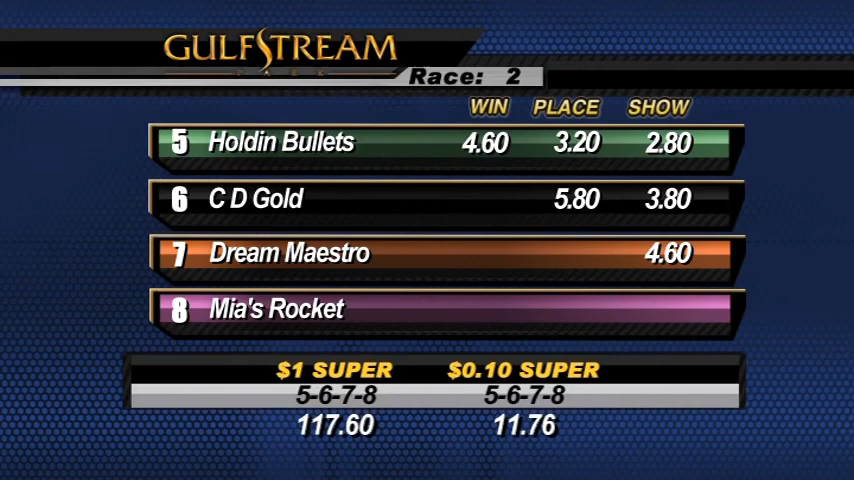 GULFSTREAM
PARK
Race: 2
WIN PLACE SHOW
5 Holdin Bullets 4.60 3.20 2.80
6 C D Gold 5.80 3.80
7 Dream Maestro 4.60
8 Mia's Rocket
$1 SUPER $0.10 SUPER
5-6-7-8 5-6-7-8
117.60 11.76